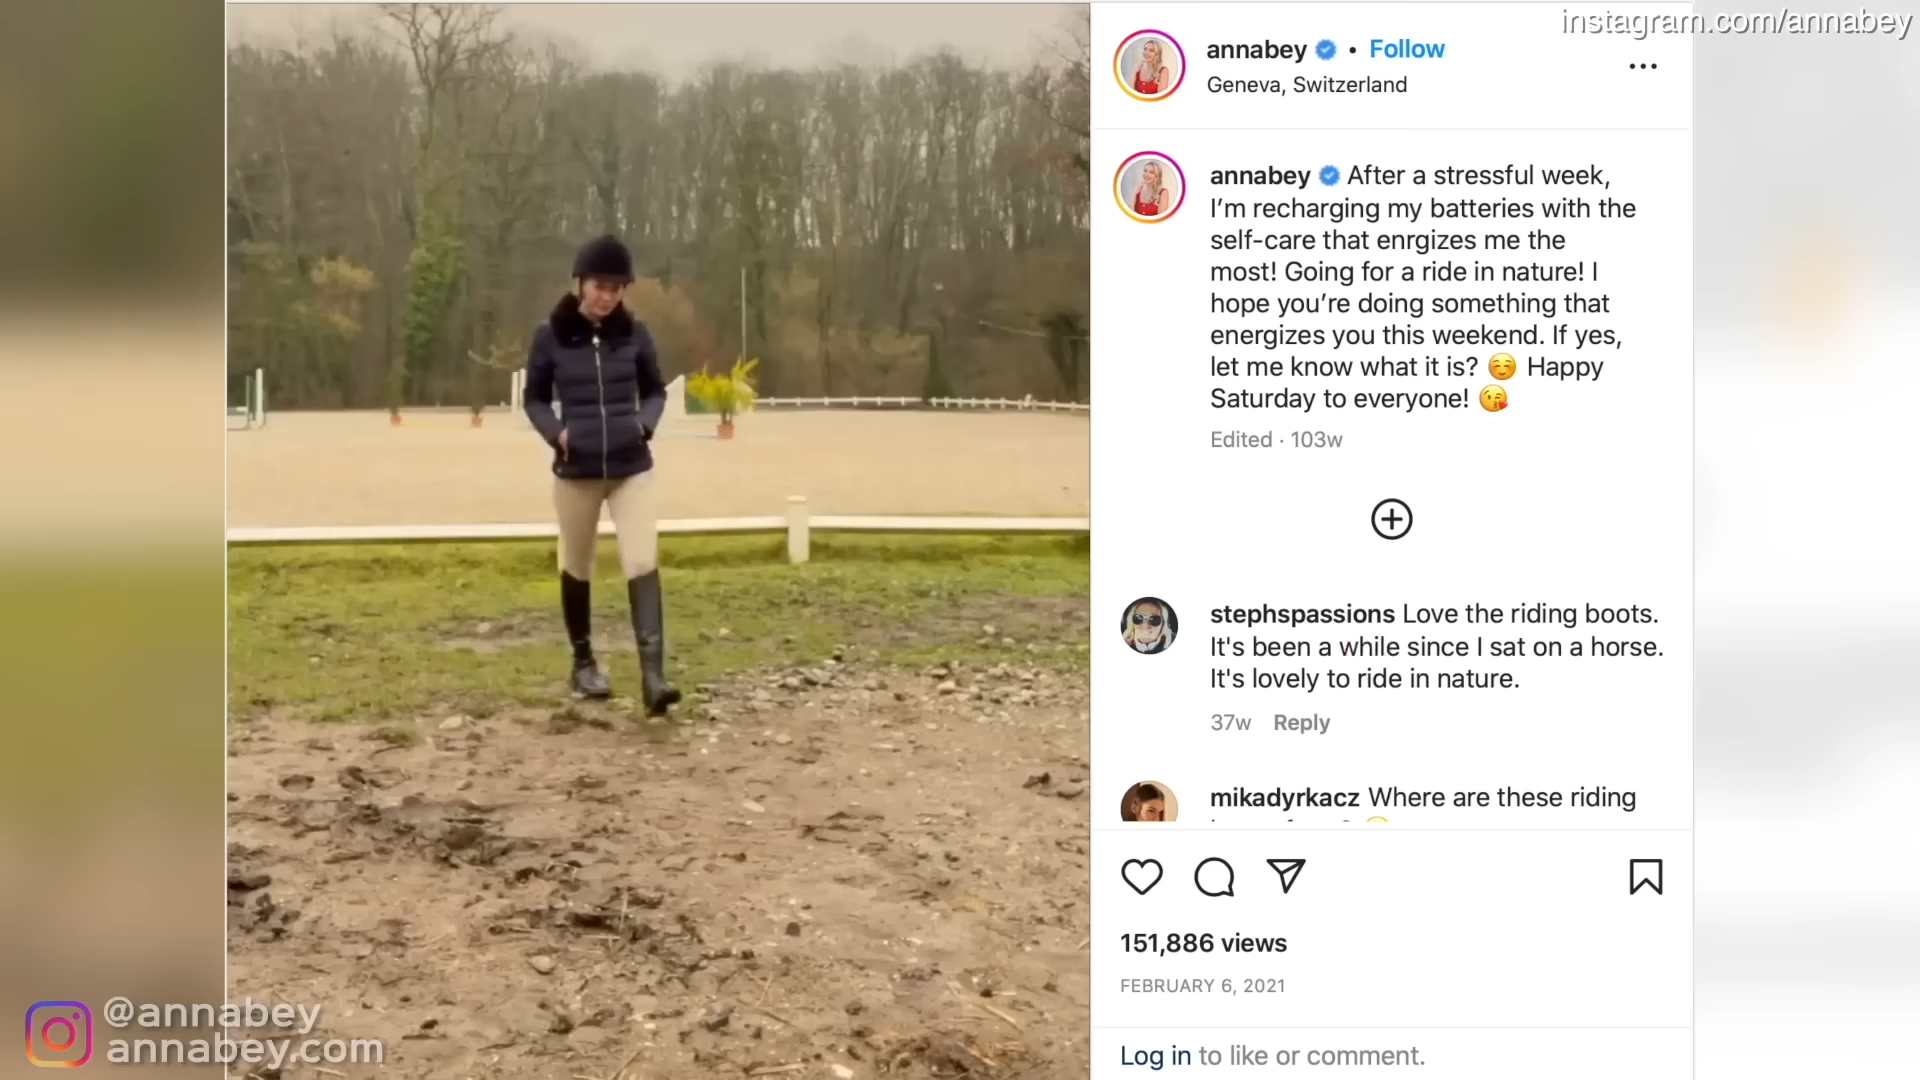 instagram.com/annabey
annabey • Follow
Geneva, Switzerland
annabey After a stressful week,
I’m recharging my batteries with the
self-care that enrgizes me the
most! Going for a ride in nature! I
hope you’re doing something that
energizes you this weekend. If yes,
let me know what it is? ☺️ Happy
Saturday to everyone! 😘
Edited · 103w
stephspassions Love the riding boots.
It's been a while since I sat on a horse.
It's lovely to ride in nature.
37w Reply
mikadyrkacz Where are these riding
151,886 views
FEBRUARY 6, 2021
Log in to like or comment.
@annabey
annabey.com